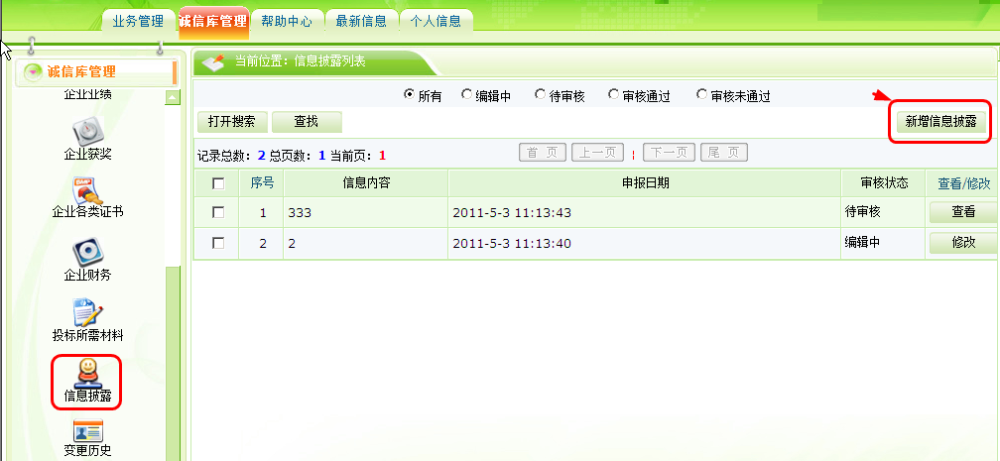 业务管理 诚信库管理 帮助中心 最新信息 个人信息
诚信库管理
企业业绩
企业获奖
企业各类证书
企业财务
投标所需材料
信息披露
变更历史
当前位置：信息披露列表
所有 编辑中 待审核 审核通过 审核未通过
打开搜索 查找 新增信息披露
记录总数：2 总页数：1 当前页：1 首 页 上一页 ¦ 下一页 尾 页
序号 信息内容 申报日期 审核状态 查看/修改
1 333 2011-5-3 11:13:43 待审核 查看
2 2 2011-5-3 11:13:40 编辑中 修改